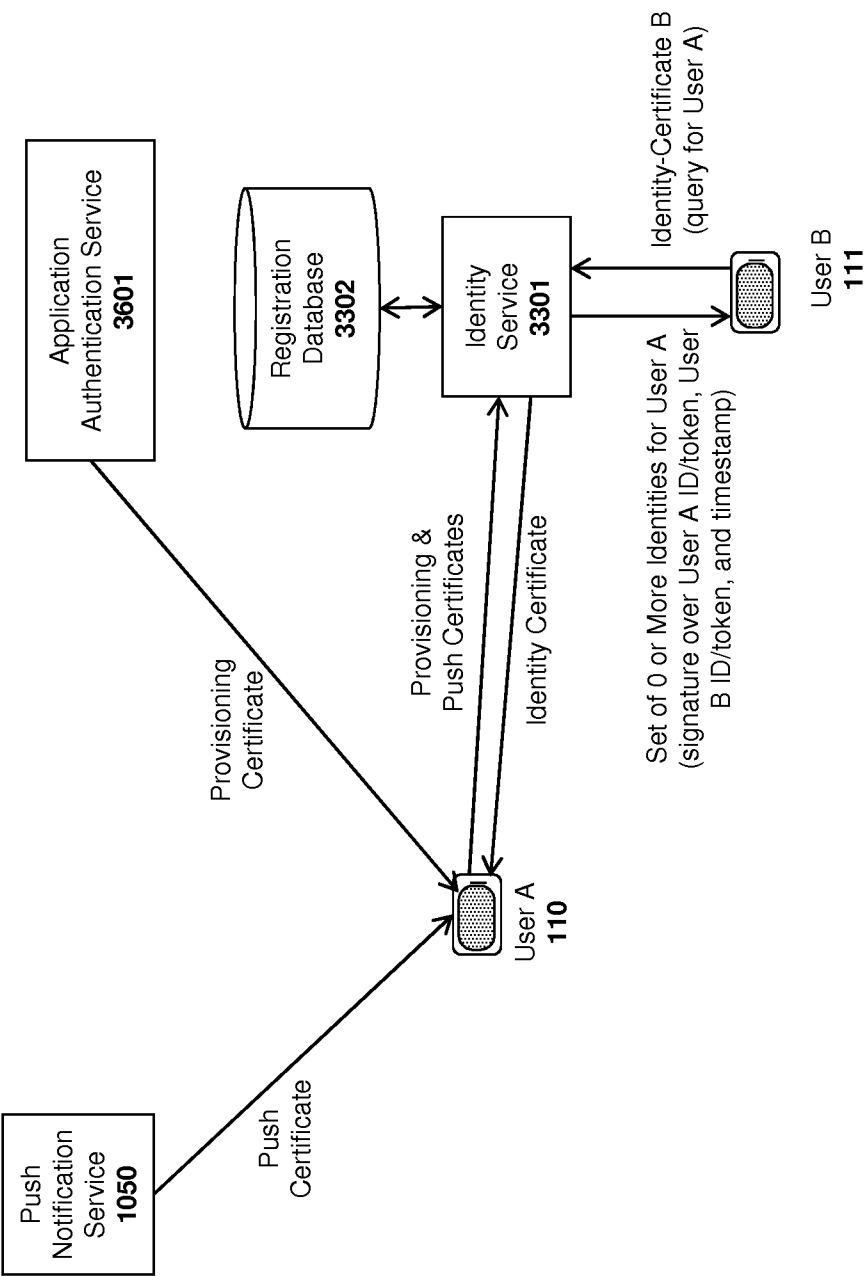 Push
Notification
Service
1050
Application
Authentication Service
3601
Push
Certificate
Provisioning
Certificate
Registration
Database
3302
User A
110
Provisioning &
Push Certificates
Identity Certificate
Identity
Service
3301
Set of 0 or More Identities for User A
(signature over User A ID/token, User
B ID/token, and timestamp)
Identity-Certificate B
(query for User A)
User B
111